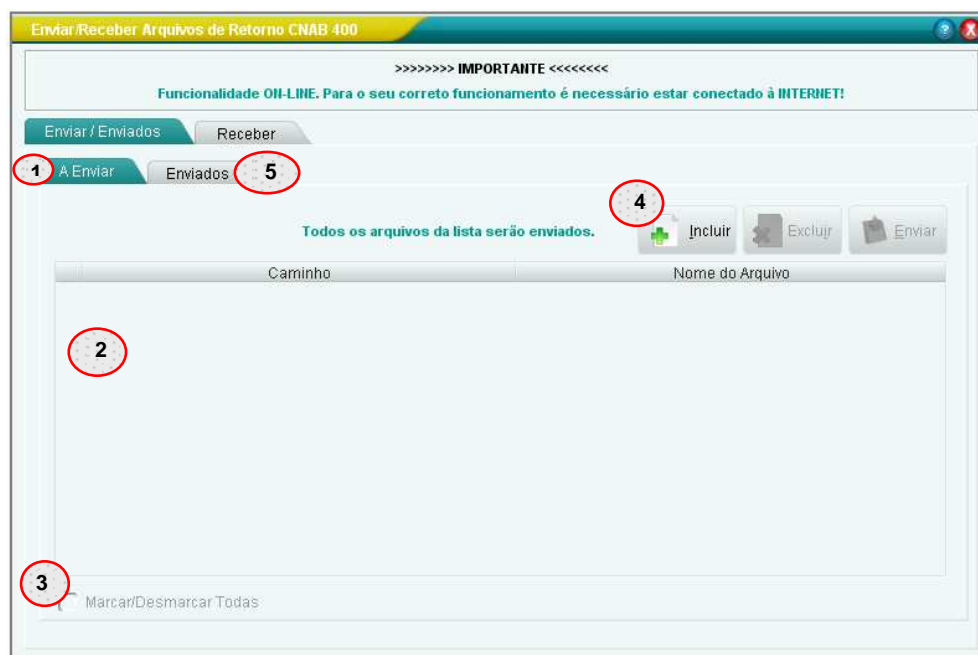 Enviar/Receber Arquivos de Retorno CNAB 400
>>>>>>>> IMPORTANTE <<<<<<<<
Funcionalidade ON-LINE. Para o seu correto funcionamento é necessário estar conectado à INTERNET!
Enviar / Enviados Receber
1 A Enviar Enviados 5
4
Todos os arquivos da lista serão enviados. Incluir Excluir Enviar
Caminho Nome do Arquivo
2
3
Marcar/Desmarcar Todas